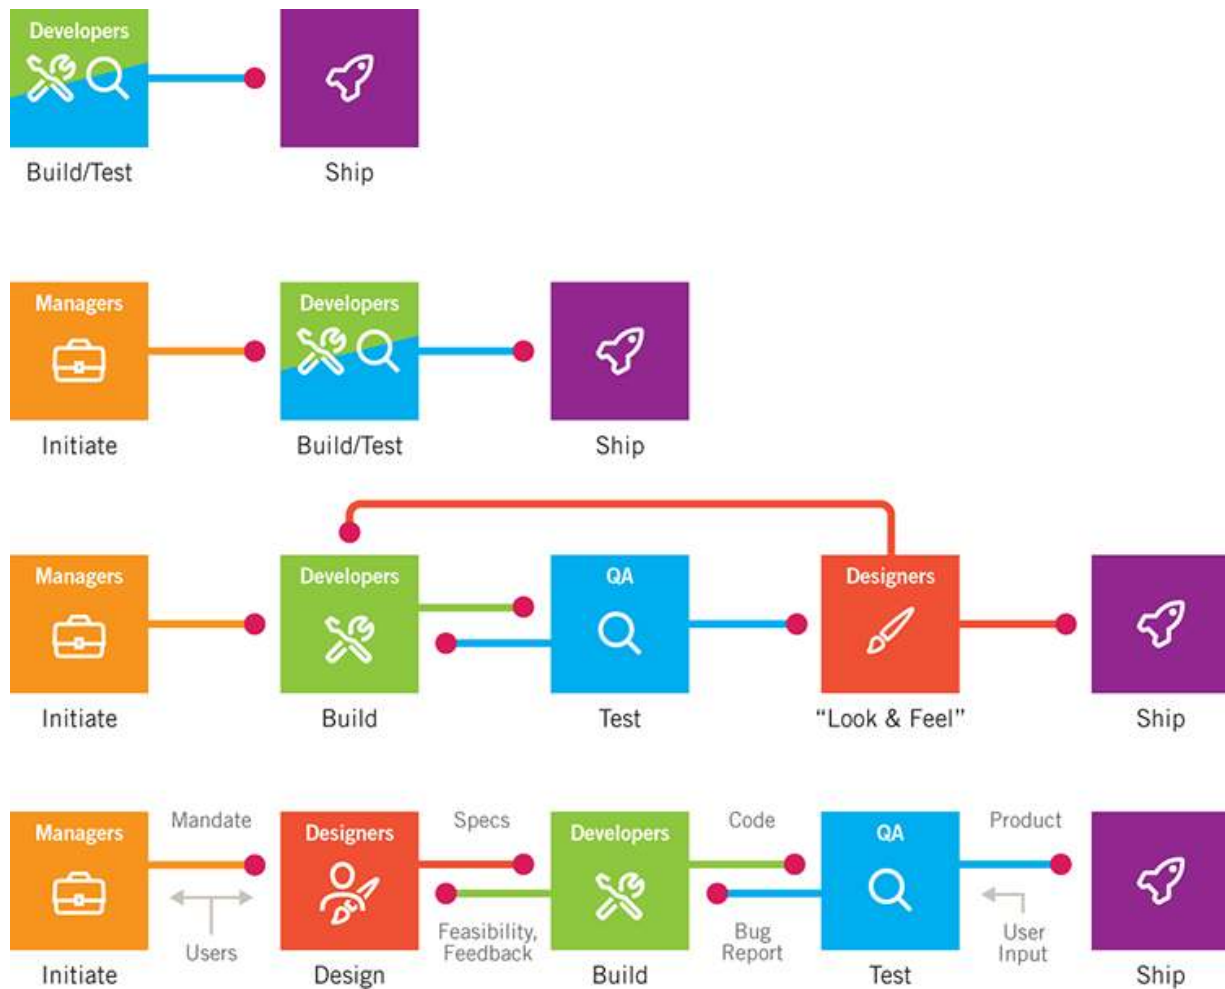 Developers
Build/Test
Ship
Managers
Developers
Initiate
Build/Test
Ship
Managers
Developers
QA
Designers
Initiate
Build
Test
“Look & Feel”
Ship
Managers
Mandate
Designers
Specs
Developers
Code
QA
Product
Users
Feasibility,
Feedback
Bug
Report
User
Input
Initiate
Design
Build
Test
Ship